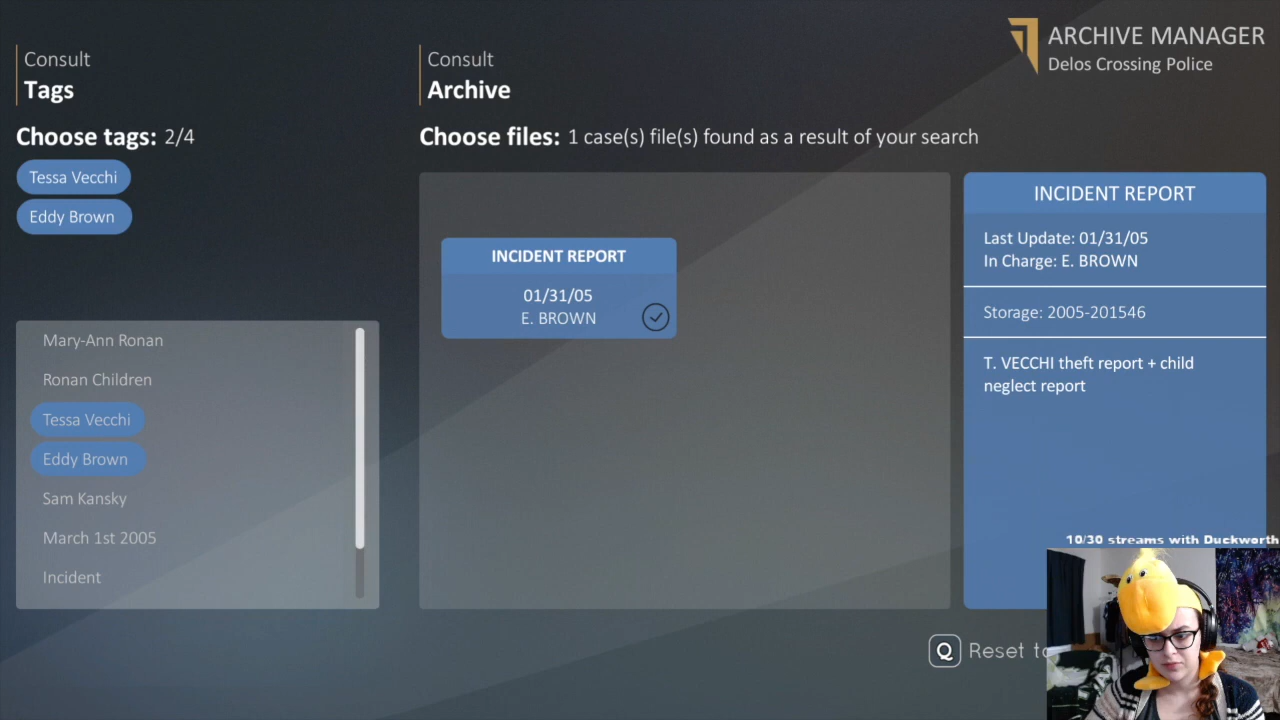 Consult
Tags
Choose tags: 2/4
Tessa Vecchi
Eddy Brown
Mary-Ann Ronan
Ronan Children
Tessa Vecchi
Eddy Brown
Sam Kansky
March 1st 2005
Incident
Consult
Archive
Choose files: 1 case(s) file(s) found as a result of your search
INCIDENT REPORT
01/31/05
E. BROWN
ARCHIVE MANAGER
Delos Crossing Police
INCIDENT REPORT
Last Update: 01/31/05
In Charge: E. BROWN
Storage: 2005-201546
T. VECCHI theft report + child
neglect report
10/30 streams with Duckworth
Q Reset